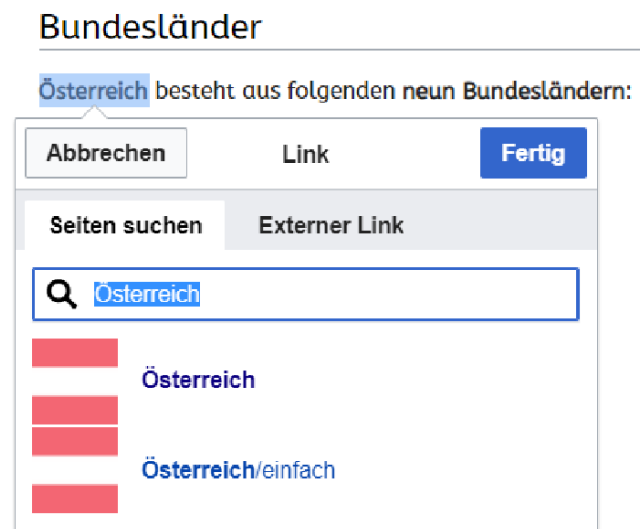 Bundesländer
Österreich besteht aus folgenden neun Bundesländern:
Abbrechen Link Fertig
Seiten suchen Externer Link
Österreich
Österreich
Österreich/einfach